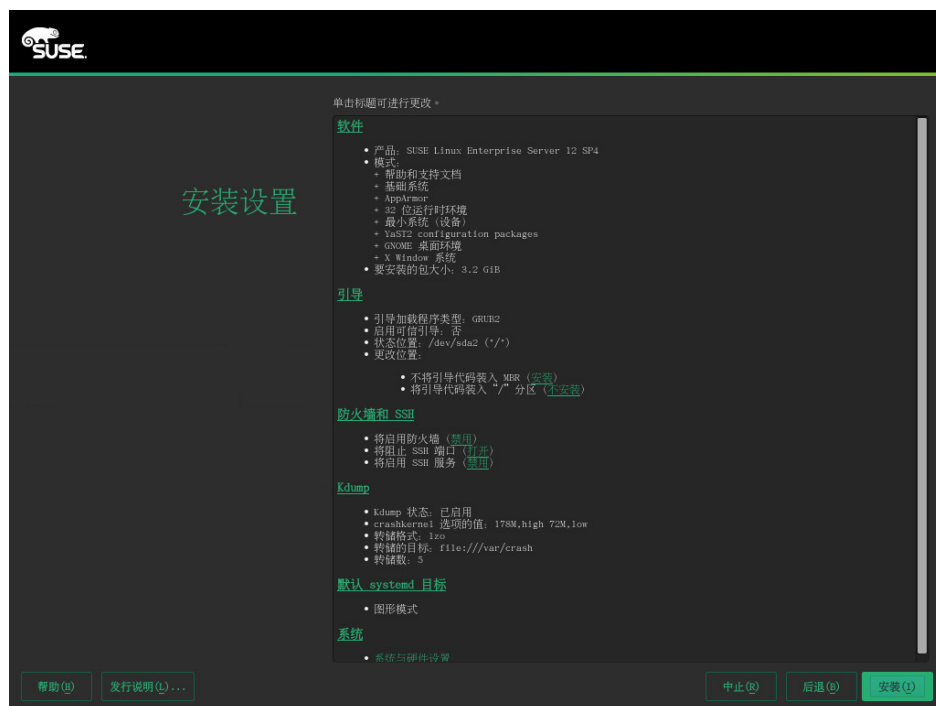 SUSE.
单击标题可进行更改。
安装设置
软件
• 产品: SUSE Linux Enterprise Server 12 SP4
• 模式:
+ 帮助和支持文档
+ 基础系统
+ AppArmor
+ 32 位运行时环境
+ 最小系统（设备）
+ YaST2 configuration packages
+ GNOME 桌面环境
+ X Window 系统
• 要安装的包大小: 3.2 GiB
引导
• 引导加载程序类型: GRUB2
• 启用可信引导: 否
• 状态位置: /dev/sda2 ("/")
• 更改位置:
• 不将引导代码装入 MBR（安装）
• 将引导代码装入“/”分区（不安装）
防火墙和 SSH
• 将启用防火墙（禁用）
• 将阻止 SSH 端口（打开）
• 将启用 SSH 服务（禁用）
Kdump
• Kdump 状态: 已启用
• crashkernel 选项的值: 178M,high 72M,low
• 转储格式: lzo
• 转储的目标: file:///var/crash
• 转储数: 5
默认 systemd 目标
• 图形模式
系统
• 系统与硬件设置
帮助(H) 发行说明(L)... 中止(R) 后退(B) 安装(I)